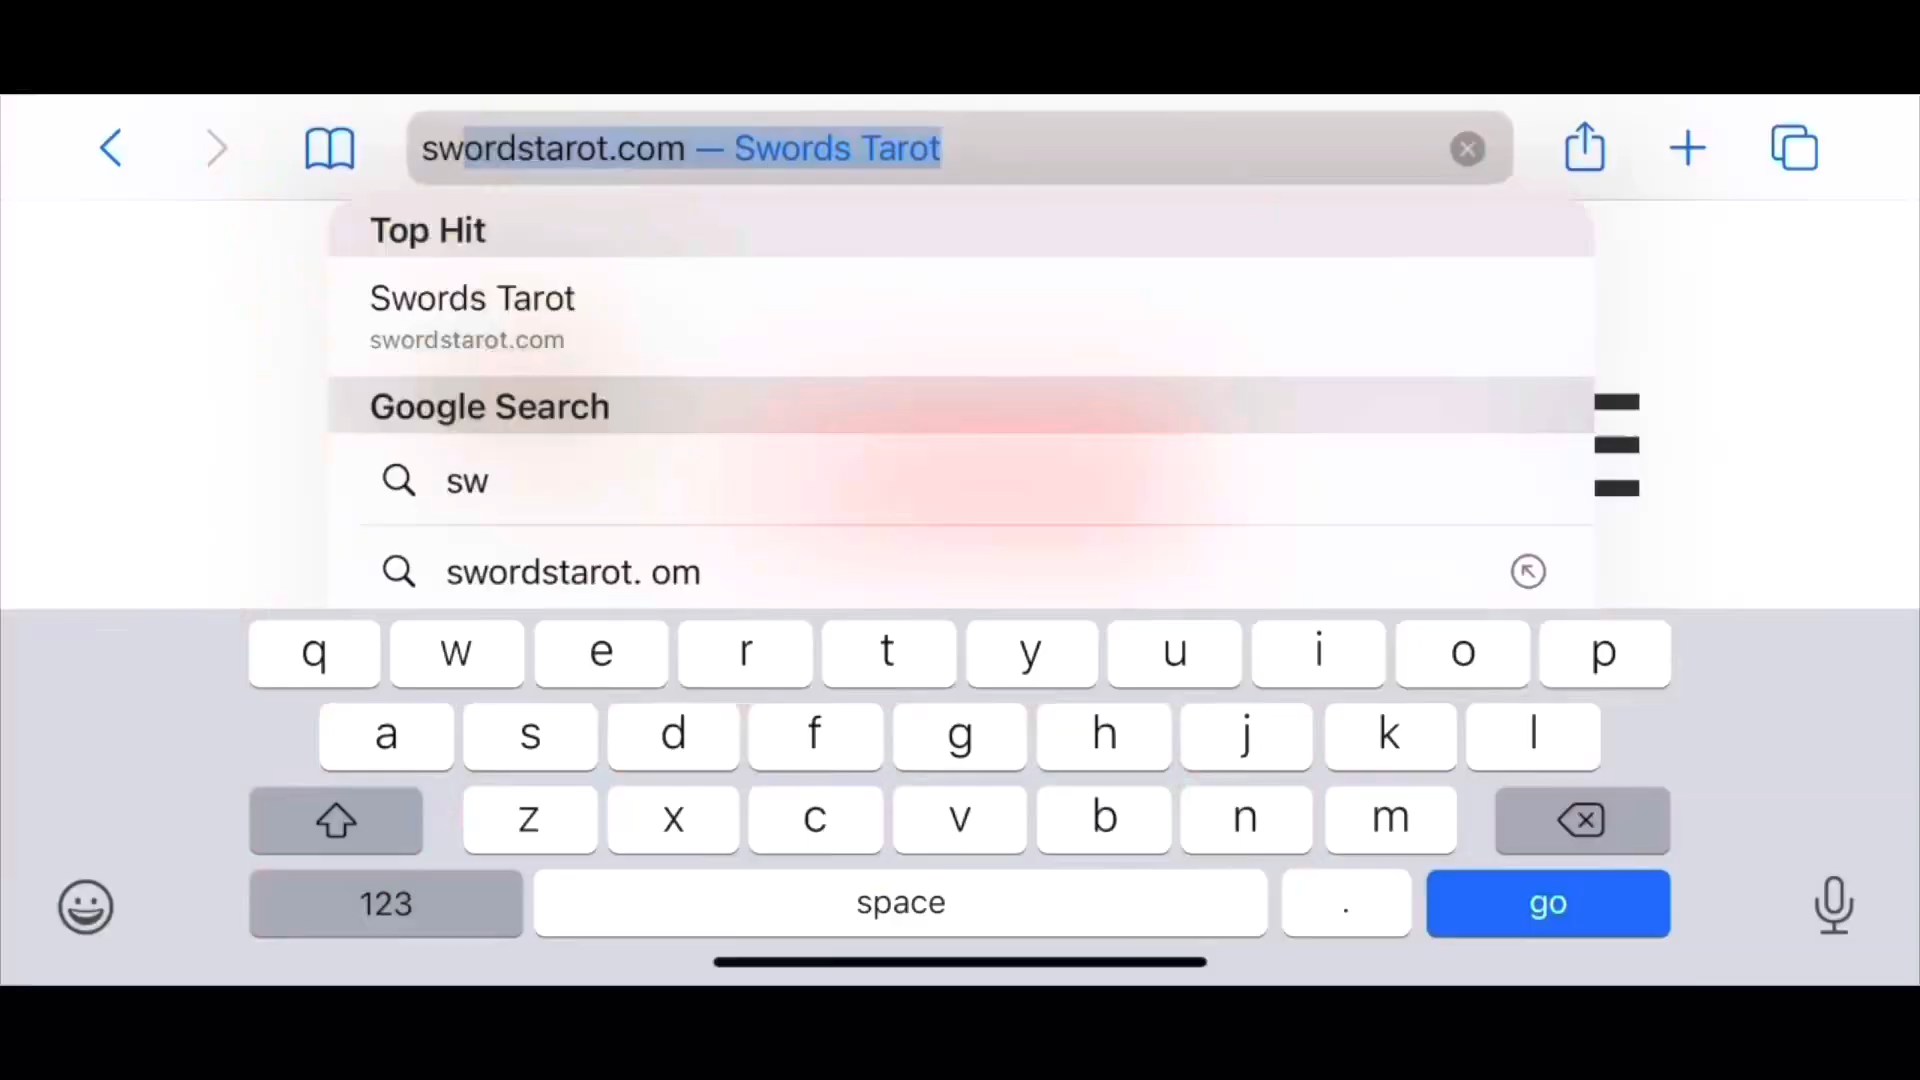 swordstarot.com — Swords Tarot
Top Hit
Swords Tarot
swordstarot.com
Google Search
sw
swordstarot. om
q w e r t y u i o p
a s d f g h j k l
z x c v b n m
123 space . go